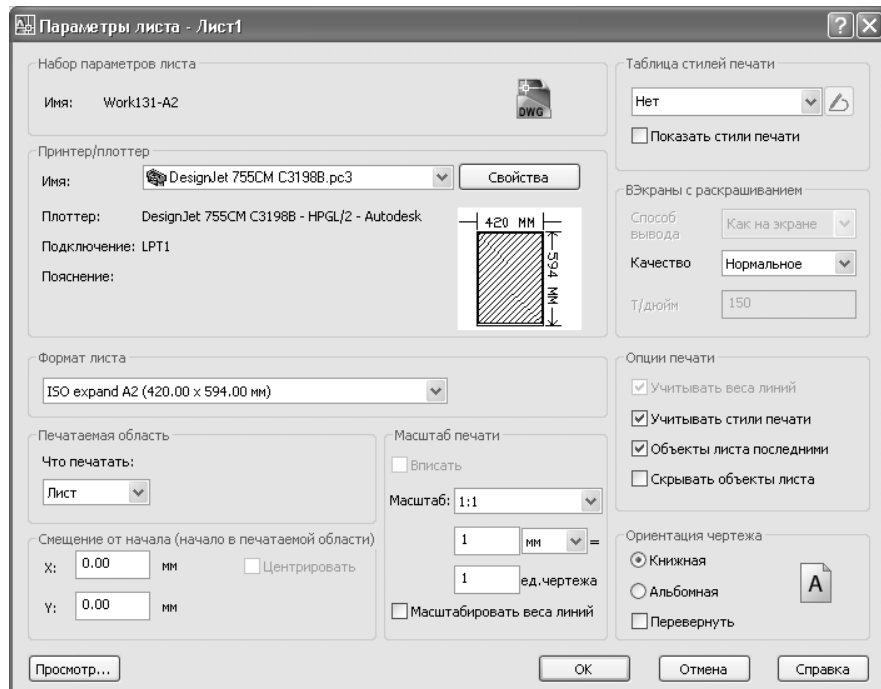 Параметры листа - Лист1
Набор параметров листа
Имя: Work131-A2
DWG
Таблица стилей печати
Нет
Показать стили печати
Принтер/плоттер
Имя: DesignJet 755CM C3198B.pc3 Свойства
Плоттер: DesignJet 755CM C3198B - HPGL/2 - Autodesk
Подключение: LPT1
Пояснение:
420 MM
594 MM
ВЭкраны с раскрашиванием
Способ вывода Как на экране
Качество Нормальное
Т/дюйм 150
Формат листа
ISO expand A2 (420.00 x 594.00 мм)
Опции печати
Учитывать веса линий
Учитывать стили печати
Объекты листа последними
Скрывать объекты листа
Печатаемая область
Что печатать:
Лист
Масштаб печати
Вписать
Масштаб: 1:1
1 мм =
1 ед.чертежа
Масштабировать веса линий
Смещение от начала (начало в печатаемой области)
X: 0.00 мм Центрировать
Y: 0.00 мм
Ориентация чертежа
Книжная
Альбомная
Перевернуть
A
Просмотр... OK Отмена Справка